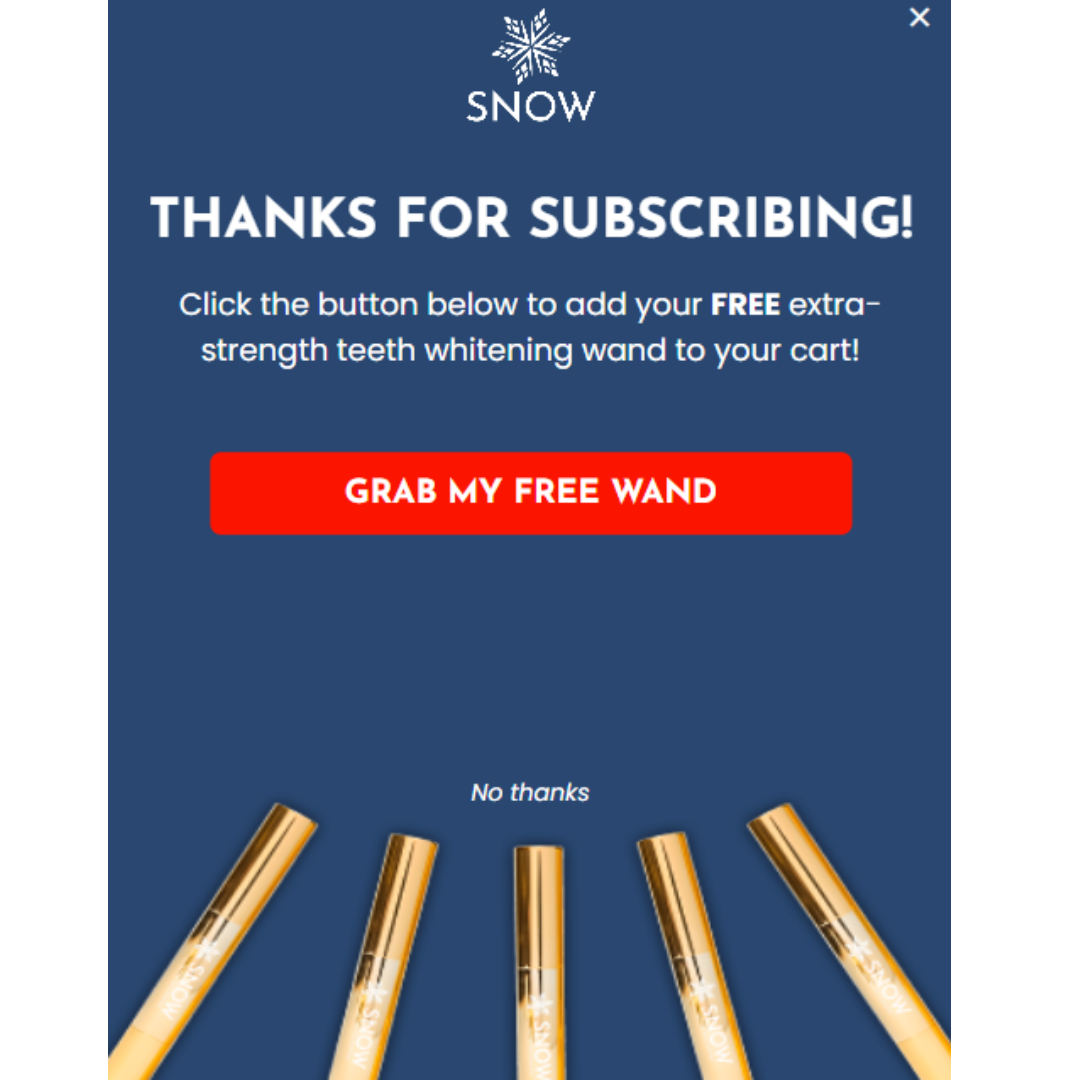 SNOW
THANKS FOR SUBSCRIBING!
Click the button below to add your FREE extra-
strength teeth whitening wand to your cart!
GRAB MY FREE WAND
No thanks
SNOW
SNOW
SNOW
SNOW
SNOW